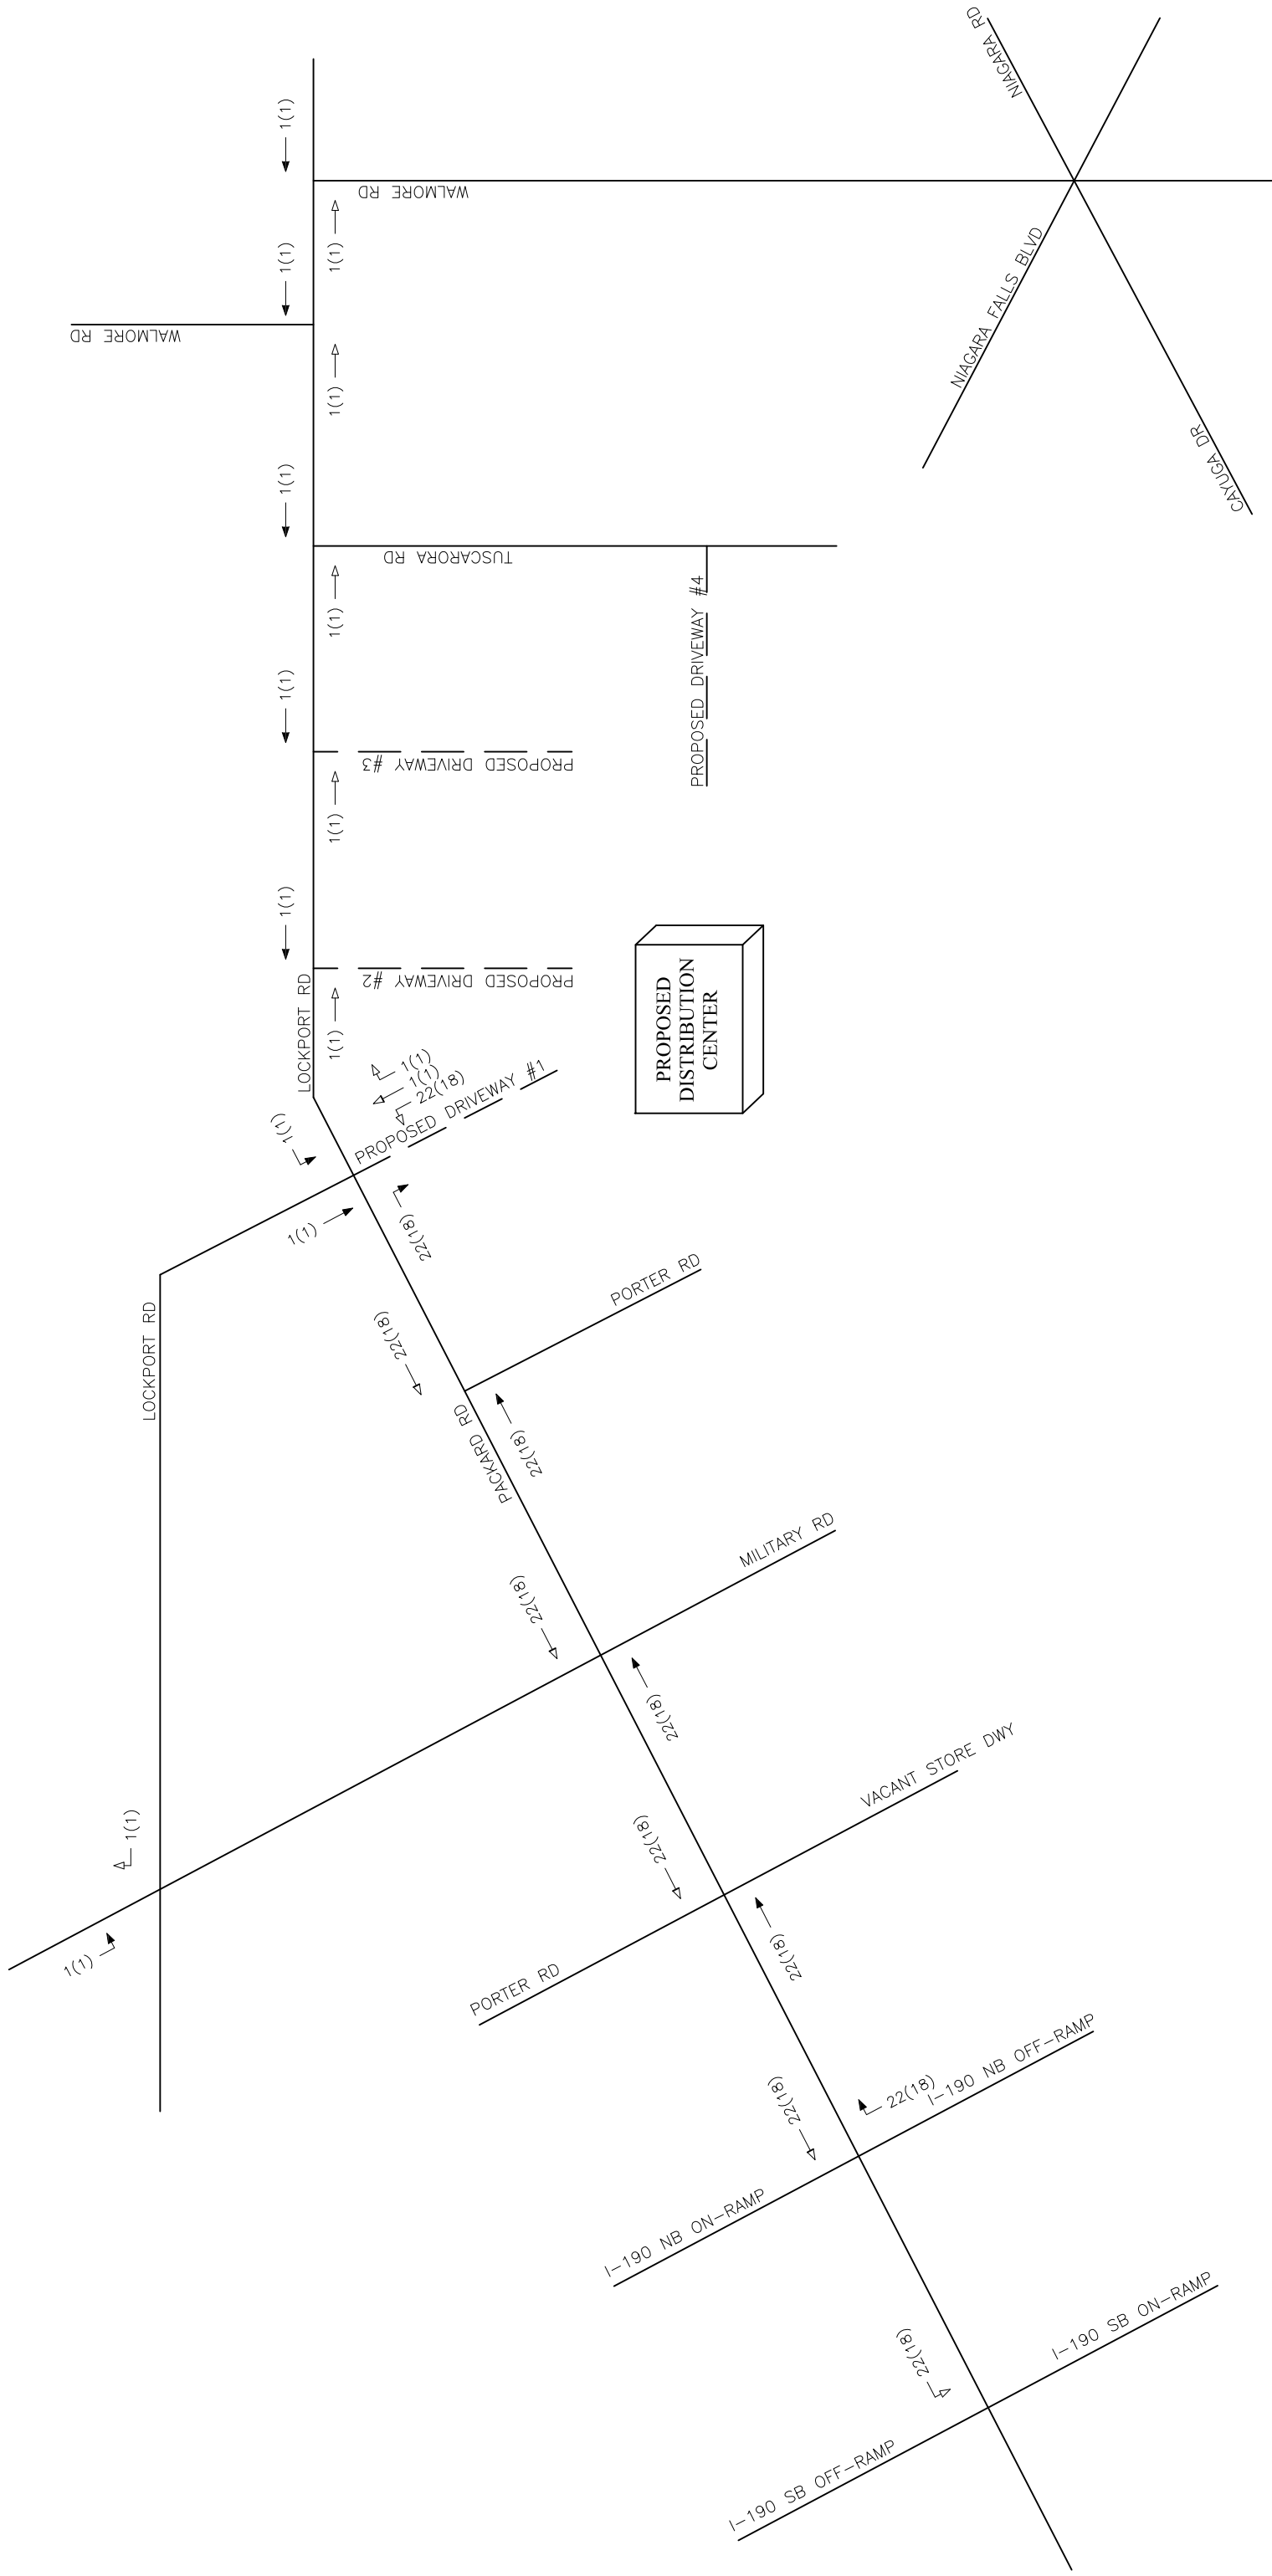 NIAGARA RD
1(1)
WALMORE RD
1(1)
1(1)
NIAGARA FALLS BLVD
WALMORE RD
1(1)
CAYUGA DR
1(1)
TUSCARORA RD
1(1)
PROPOSED DRIVEWAY #4
1(1)
PROPOSED DRIVEWAY #3
1(1)
1(1)
PROPOSED DRIVEWAY #2
LOCKPORT RD
1(1)
PROPOSED
DISTRIBUTION
CENTER
1(1)
1(1)
22(18)
PROPOSED DRIVEWAY #1
1(1)
1(1)
22(18)
PORTER RD
LOCKPORT RD
22(18)
PACKARD RD
22(18)
MILITARY RD
22(18)
22(18)
VACANT STORE DWY
1(1)
22(18)
1(1)
22(18)
PORTER RD
I-190 NB OFF-RAMP
22(18)
22(18)
I-190 NB ON-RAMP
I-190 SB ON-RAMP
22(18)
I-190 SB OFF-RAMP